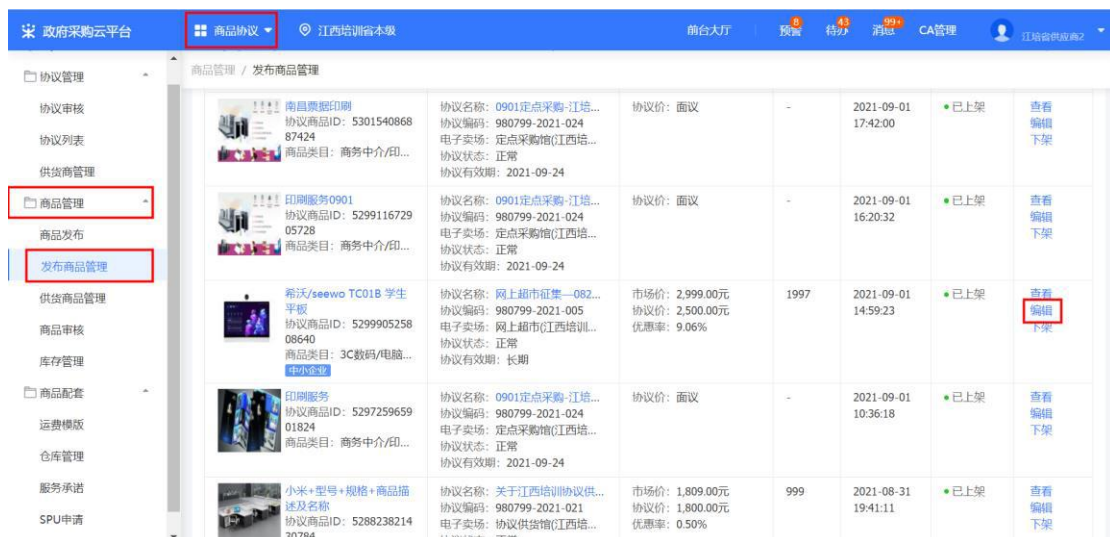 政府采购云平台
商品协议
江西培训省本级
前台大厅
预警
8
待办
43
消息
99+
CA管理
江培省供应商2
商品管理 / 发布商品管理
协议管理
协议审核
协议列表
供货商管理
商品管理
商品发布
发布商品管理
供货商品管理
商品审核
库存管理
商品配套
运费模版
仓库管理
服务承诺
SPU申请
南昌票据印刷
协议商品ID：5301540868
87424
商品类目：商务中介/印...
协议名称：0901定点采购-江培...
协议编码：980799-2021-024
电子卖场：定点采购馆(江西培...
协议状态：正常
协议有效期：2021-09-24
协议价：面议
-
2021-09-01
17:42:00
已上架
查看
编辑
下架
印刷服务0901
协议商品ID：5299116729
05728
商品类目：商务中介/印...
协议名称：0901定点采购-江培...
协议编码：980799-2021-024
电子卖场：定点采购馆(江西培...
协议状态：正常
协议有效期：2021-09-24
协议价：面议
-
2021-09-01
16:20:32
已上架
查看
编辑
下架
希沃/seewo TC01B 学生
平板
协议商品ID：5299905258
08640
商品类目：3C数码/电脑...
中小企业
协议名称：网上超市征集---082...
协议编码：980799-2021-005
电子卖场：网上超市(江西培训...
协议状态：正常
协议有效期：长期
市场价：2,999.00元
协议价：2,500.00元
优惠率：9.06%
1997
2021-09-01
14:59:23
已上架
查看
编辑
下架
印刷服务
协议商品ID：5297259659
01824
商品类目：商务中介/印...
协议名称：0901定点采购-江培...
协议编码：980799-2021-024
电子卖场：定点采购馆(江西培...
协议状态：正常
协议有效期：2021-09-24
协议价：面议
-
2021-09-01
10:36:18
已上架
查看
编辑
下架
小米+型号+规格+商品描
述及名称
协议商品ID：5288238214
30784
协议名称：关于江西培训协议供...
协议编码：980799-2021-021
电子卖场：协议供货馆(江西培...
市场价：1,809.00元
协议价：1,800.00元
优惠率：0.50%
999
2021-08-31
19:41:11
已上架
查看
编辑
下架